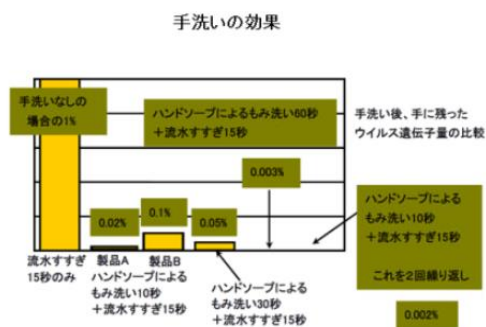 手洗いの効果
手洗いなしの
場合の1%
ハンドソープによるもみ洗い60秒
＋流水すすぎ15秒
手洗い後、手に残った
ウイルス遺伝子量の比較
0.003%
0.02%
0.1%
0.05%
ハンドソープによる
もみ洗い10秒
＋流水すすぎ15秒
これを2回繰り返し
0.002%
流水すすぎ
15秒のみ
製品A
製品B
ハンドソープによる
もみ洗い10秒
＋流水すすぎ15秒
ハンドソープによる
もみ洗い30秒
＋流水すすぎ15秒